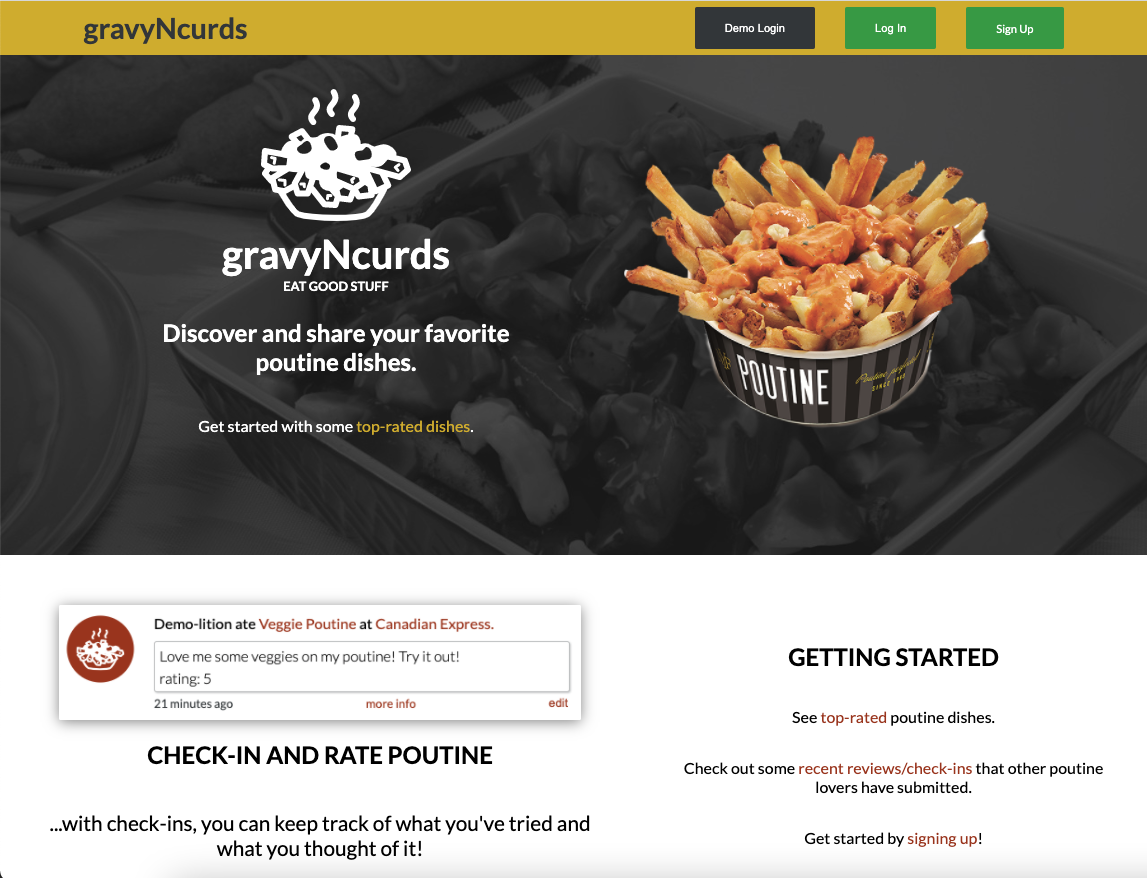 gravyNcurds
Demo Login
Log In
Sign Up
gravyNcurds
EAT GOOD STUFF
Discover and share your favorite
poutine dishes.
Get started with some top-rated dishes.
POUTINE
SINCE 1982
Demo-lition ate Veggie Poutine at Canadian Express.
Love me some veggies on my poutine! Try it out!
rating: 5
21 minutes ago
more info
edit
CHECK-IN AND RATE POUTINE
...with check-ins, you can keep track of what you've tried and
what you thought of it!
GETTING STARTED
See top-rated poutine dishes.
Check out some recent reviews/check-ins that other poutine
lovers have submitted.
Get started by signing up!